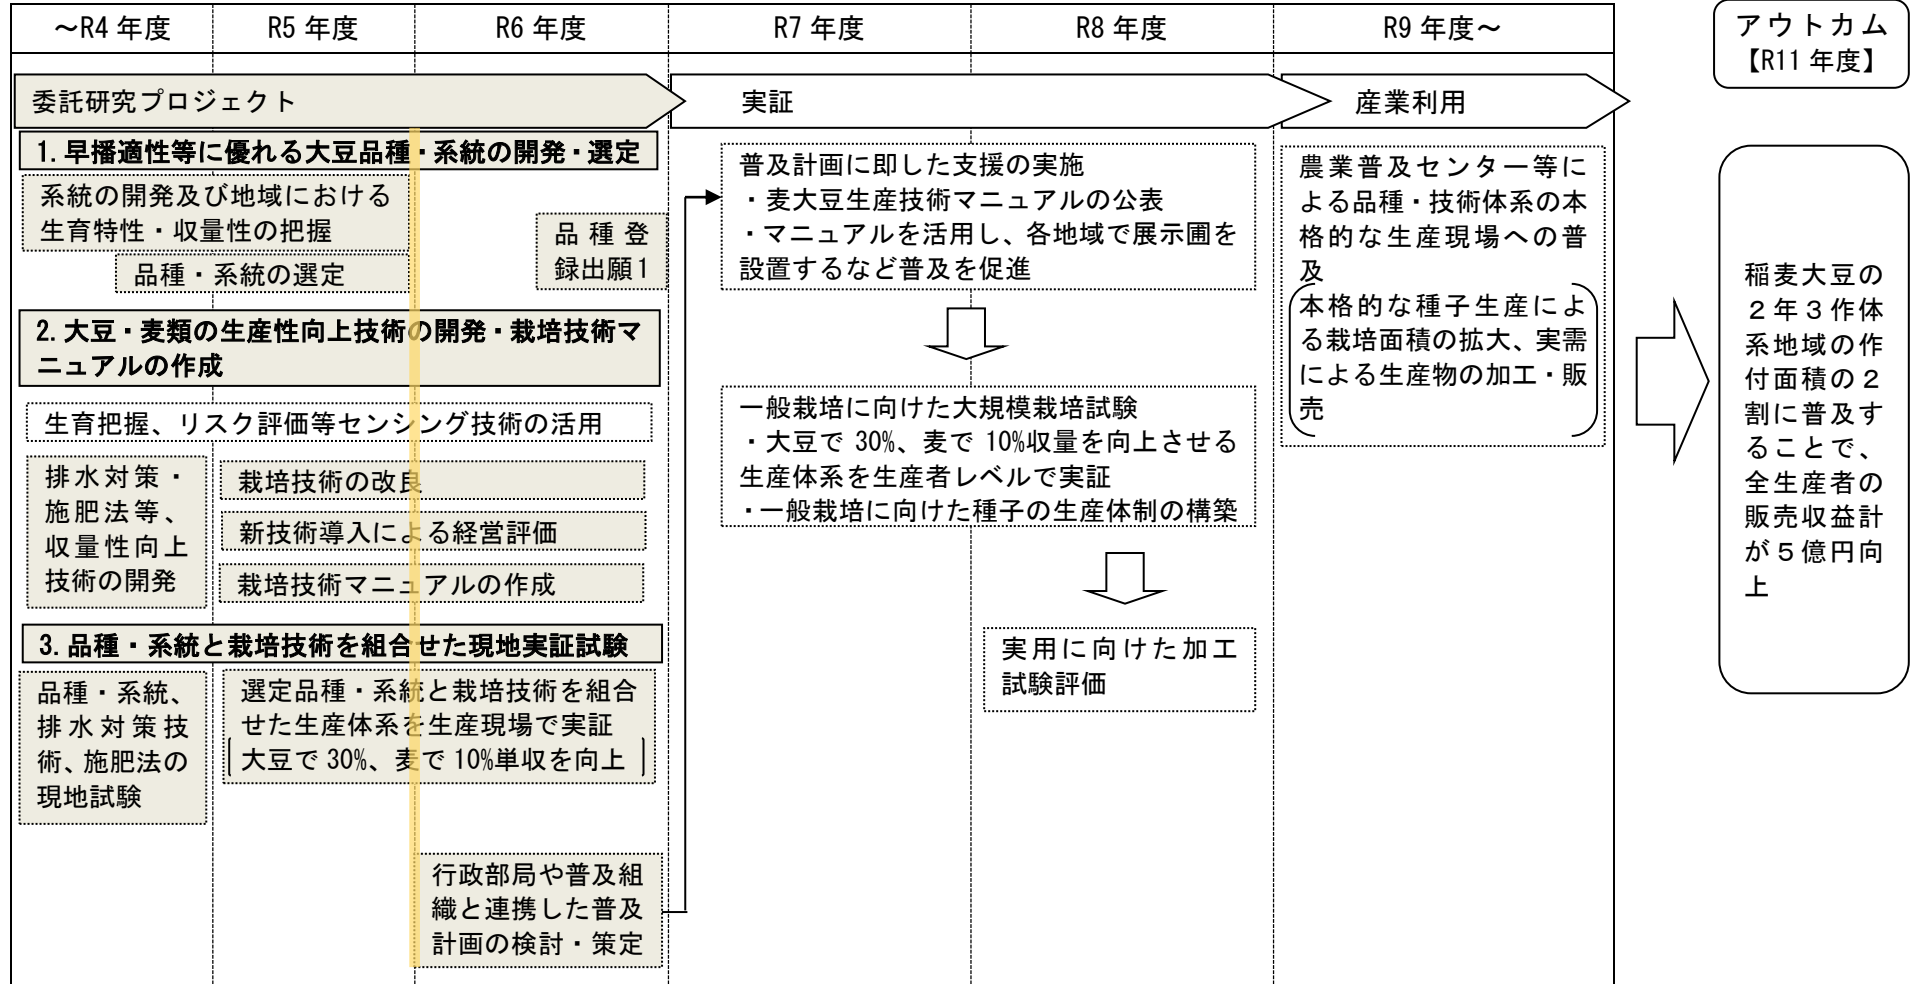 ～R4 年度
R5 年度
R6 年度
R7 年度
R8 年度
R9 年度～
アウトカム
【R11 年度】
委託研究プロジェクト
実証
産業利用
1. 早播適性等に優れる大豆品種・系統の開発・選定
系統の開発及び地域における
生育特性・収量性の把握
品種・系統の選定
品種登
録出願1
2. 大豆・麦類の生産性向上技術の開発・栽培技術マ
ニュアルの作成
生育把握、リスク評価等センシング技術の活用
排水対策・
施肥法等、
収量性向上
技術の開発
栽培技術の改良
新技術導入による経営評価
栽培技術マニュアルの作成
3. 品種・系統と栽培技術を組合せた現地実証試験
品種・系統、
排水対策技
術、施肥法の
現地試験
選定品種・系統と栽培技術を組合
せた生産体系を生産現場で実証
大豆で 30%、麦で 10%単収を向上
行政部局や普及組
織と連携した普及
計画の検討・策定
普及計画に即した支援の実施
・麦大豆生産技術マニュアルの公表
・マニュアルを活用し、各地域で展示圃を
設置するなど普及を促進
一般栽培に向けた大規模栽培試験
・大豆で 30%、麦で 10%収量を向上させる
生産体系を生産者レベルで実証
・一般栽培に向けた種子の生産体制の構築
実用に向けた加工
試験評価
農業普及センター等に
よる品種・技術体系の本
格的な生産現場への普
及
本格的な種子生産によ
る栽培面積の拡大、実需
による生産物の加工・販
売
稲麦大豆の
２年３作体
系地域の作
付面積の２
割に普及す
ることで、
全生産者の
販売収益計
が５億円向
上